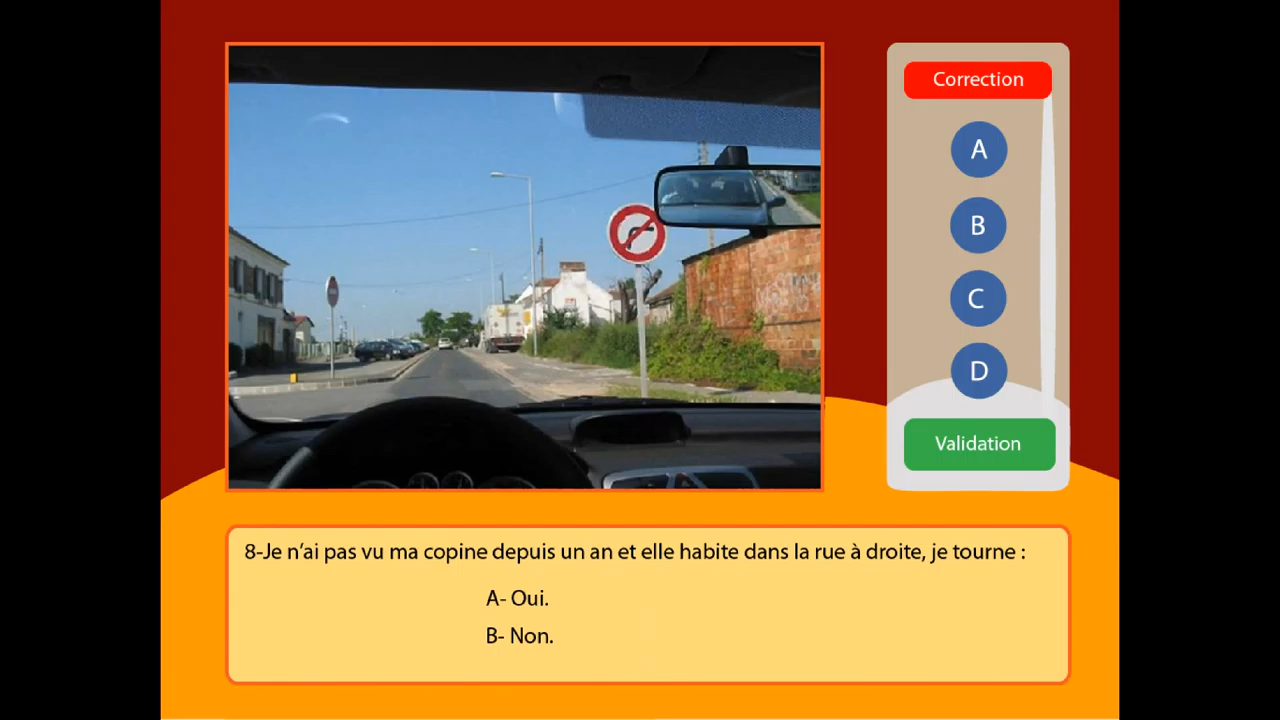 Correction
A
B
C
D
Validation
8-Je n'ai pas vu ma copine depuis un an et elle habite dans la rue à droite, je tourne :
A- Oui.
B- Non.